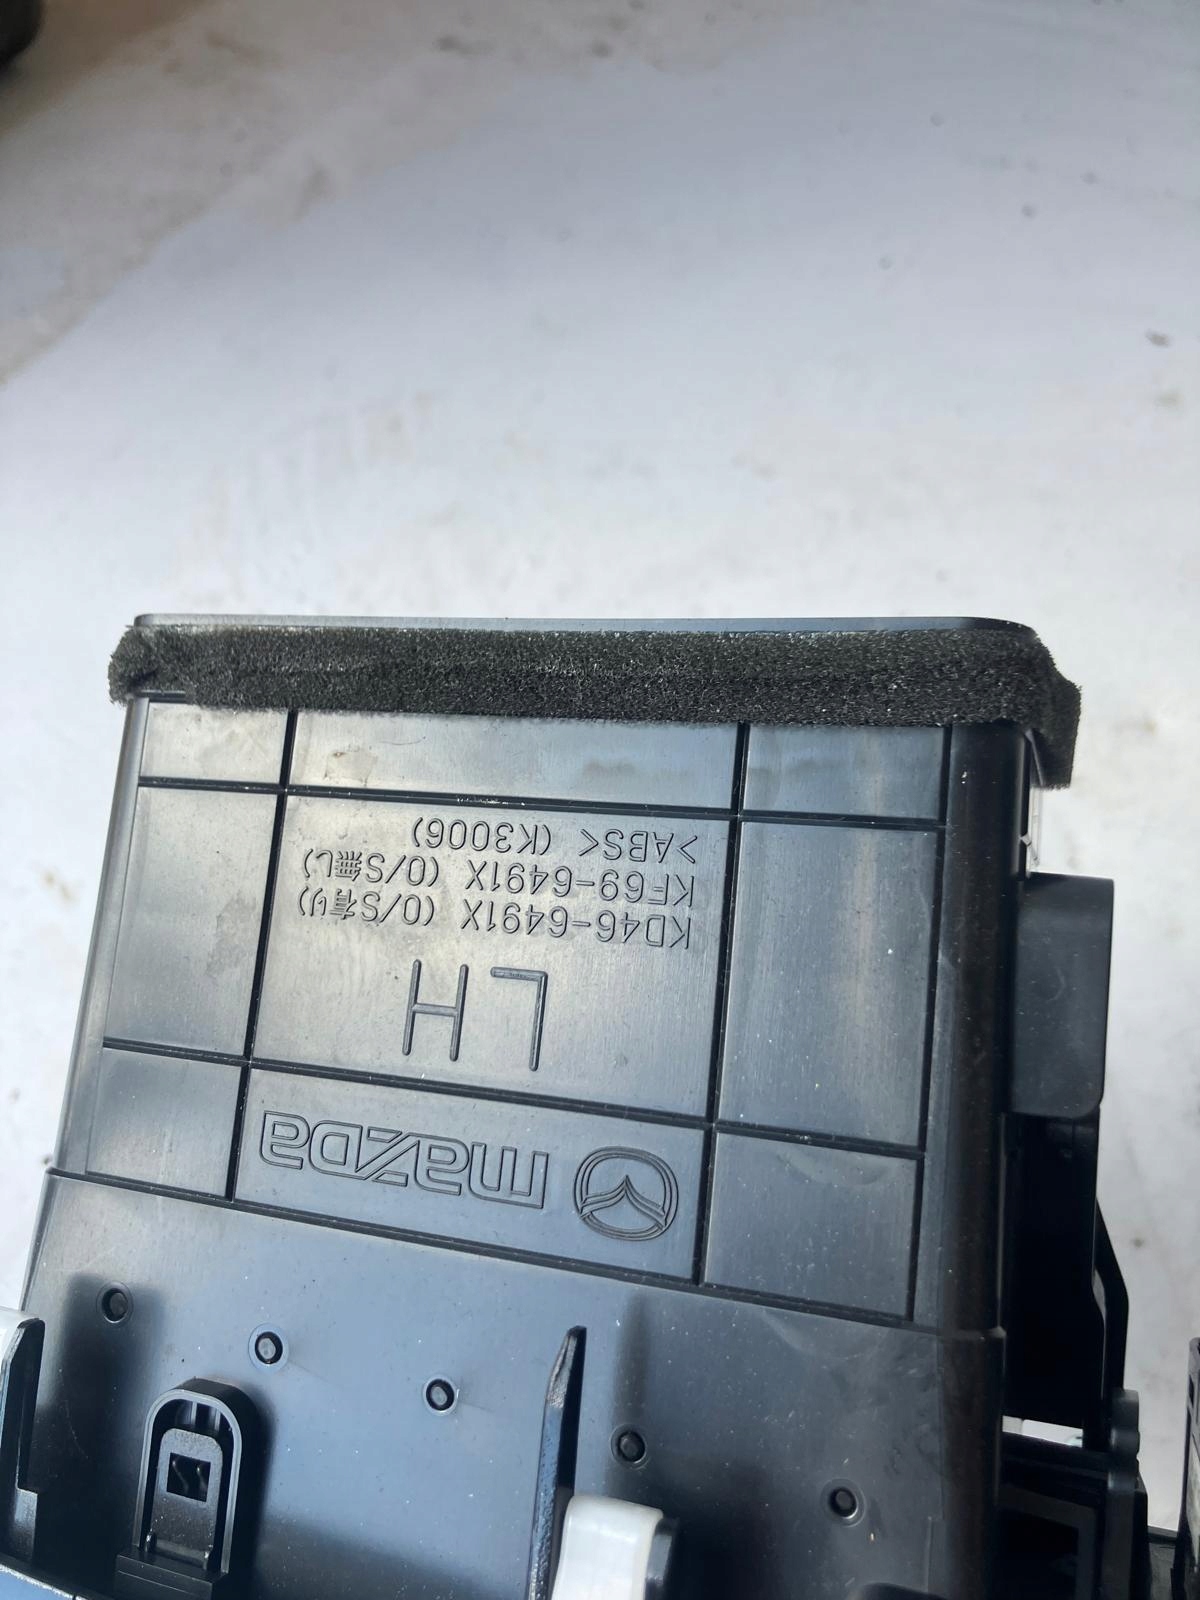 mazda
LH
KD46-6491X (O/S有り)
KF69-6491X (O/S無し)
>ABS< (K3006)